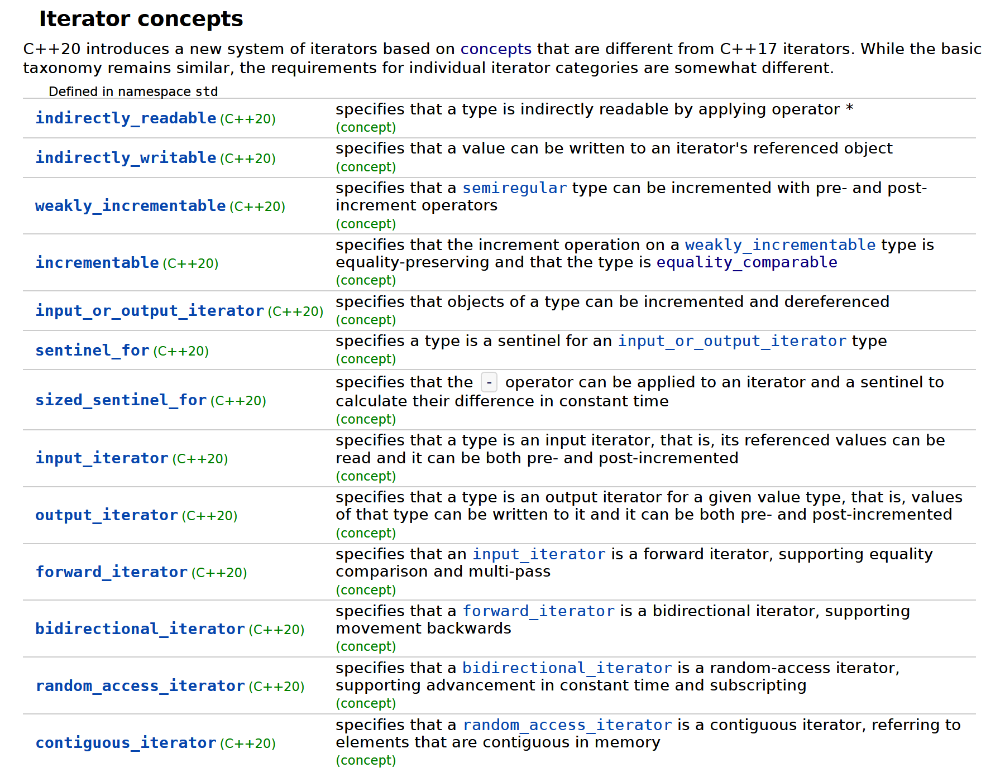 Iterator concepts
C++20 introduces a new system of iterators based on concepts that are different from C++17 iterators. While the basic
taxonomy remains similar, the requirements for individual iterator categories are somewhat different.
Defined in namespace std
indirectly_readable (C++20)
specifies that a type is indirectly readable by applying operator *
(concept)
indirectly_writable (C++20)
specifies that a value can be written to an iterator's referenced object
(concept)
weakly_incrementable (C++20)
specifies that a semiregular type can be incremented with pre- and post-
increment operators
(concept)
incrementable (C++20)
specifies that the increment operation on a weakly_incrementable type is
equality-preserving and that the type is equality_comparable
(concept)
input_or_output_iterator (C++20)
specifies that objects of a type can be incremented and dereferenced
(concept)
sentinel_for (C++20)
specifies a type is a sentinel for an input_or_output_iterator type
(concept)
sized_sentinel_for (C++20)
specifies that the - operator can be applied to an iterator and a sentinel to
calculate their difference in constant time
(concept)
input_iterator (C++20)
specifies that a type is an input iterator, that is, its referenced values can be
read and it can be both pre- and post-incremented
(concept)
output_iterator (C++20)
specifies that a type is an output iterator for a given value type, that is, values
of that type can be written to it and it can be both pre- and post-incremented
(concept)
forward_iterator (C++20)
specifies that an input_iterator is a forward iterator, supporting equality
comparison and multi-pass
(concept)
bidirectional_iterator (C++20)
specifies that a forward_iterator is a bidirectional iterator, supporting
movement backwards
(concept)
random_access_iterator (C++20)
specifies that a bidirectional_iterator is a random-access iterator,
supporting advancement in constant time and subscripting
(concept)
contiguous_iterator (C++20)
specifies that a random_access_iterator is a contiguous iterator, referring to
elements that are contiguous in memory
(concept)